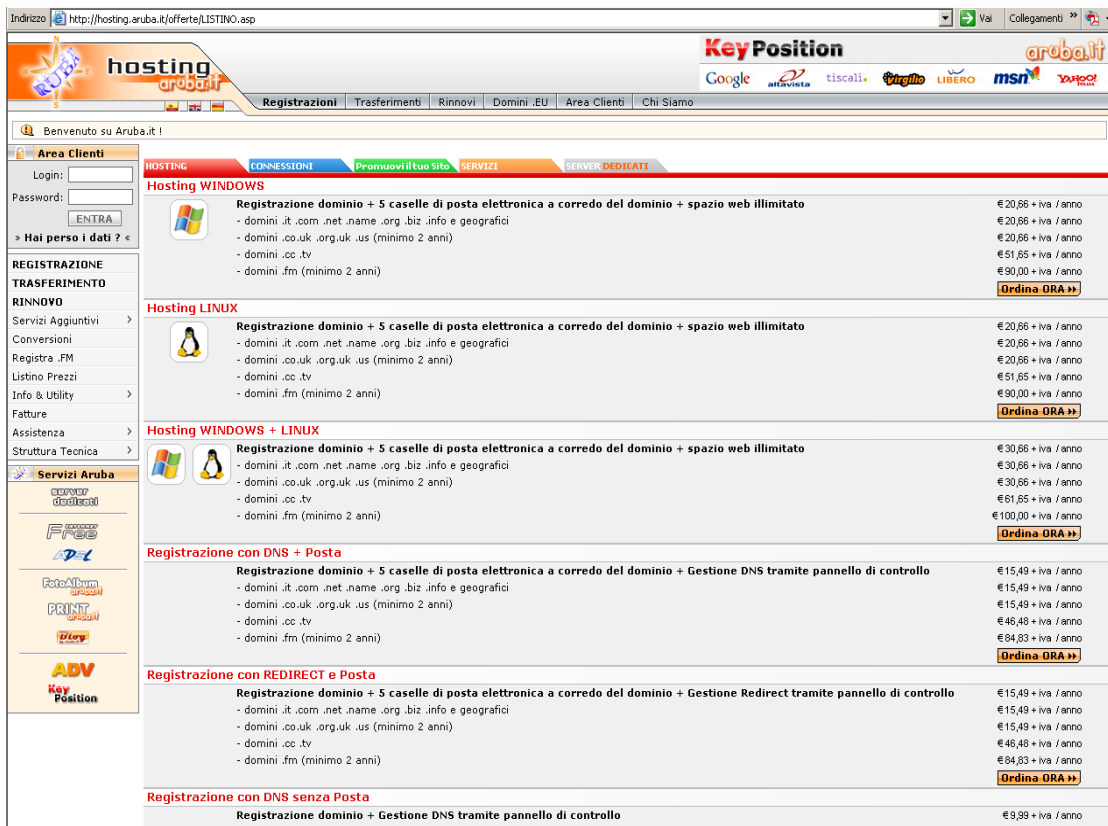 Indirizzo http://hosting.aruba.it/offerte/LISTINO.asp Vai Collegamenti »
N
S
RUBA
hosting
aruba.it
KeyPosition
aruba.it
Google altavista tiscali. Virgilio LIBERO msn YAHOO!
Registrazioni Trasferimenti Rinnovi Domini .EU Area Clienti Chi Siamo
Benvenuto su Aruba.it !
Area Clienti
Login:
Password:
ENTRA
» Hai perso i dati ? «
REGISTRAZIONE
TRASFERIMENTO
RINNOVO
Servizi Aggiuntivi >
Conversioni
Registra .FM
Listino Prezzi
Info & Utility >
Fatture
Assistenza >
Struttura Tecnica >
Servizi Aruba
server
dedicati
Free
ADSL
FotoAlbum
aruba.it
PRINT
aruba.it
Blog
ADV
Key
Position
HOSTING CONNESSIONI Promuovi il tuo Sito SERVIZI SERVER DEDICATI
Hosting WINDOWS
Registrazione dominio + 5 caselle di posta elettronica a corredo del dominio + spazio web illimitato €20,66 + iva / anno
- domini .it .com .net .name .org .biz .info e geografici €20,66 + iva / anno
- domini .co.uk .org.uk .us (minimo 2 anni) €20,66 + iva / anno
- domini .cc .tv €51,65 + iva / anno
- domini .fm (minimo 2 anni) €90,00 + iva / anno
Ordina ORA
Hosting LINUX
Registrazione dominio + 5 caselle di posta elettronica a corredo del dominio + spazio web illimitato €20,66 + iva / anno
- domini .it .com .net .name .org .biz .info e geografici €20,66 + iva / anno
- domini .co.uk .org.uk .us (minimo 2 anni) €20,66 + iva / anno
- domini .cc .tv €51,65 + iva / anno
- domini .fm (minimo 2 anni) €90,00 + iva / anno
Ordina ORA
Hosting WINDOWS + LINUX
Registrazione dominio + 5 caselle di posta elettronica a corredo del dominio + spazio web illimitato €30,66 + iva / anno
- domini .it .com .net .name .org .biz .info e geografici €30,66 + iva / anno
- domini .co.uk .org.uk .us (minimo 2 anni) €30,66 + iva / anno
- domini .cc .tv €61,65 + iva / anno
- domini .fm (minimo 2 anni) €100,00 + iva / anno
Ordina ORA
Registrazione con DNS + Posta
Registrazione dominio + 5 caselle di posta elettronica a corredo del dominio + Gestione DNS tramite pannello di controllo €15,49 + iva / anno
- domini .it .com .net .name .org .biz .info e geografici €15,49 + iva / anno
- domini .co.uk .org.uk .us (minimo 2 anni) €15,49 + iva / anno
- domini .cc .tv €46,48 + iva / anno
- domini .fm (minimo 2 anni) €84,83 + iva / anno
Ordina ORA
Registrazione con REDIRECT e Posta
Registrazione dominio + 5 caselle di posta elettronica a corredo del dominio + Gestione Redirect tramite pannello di controllo €15,49 + iva / anno
- domini .it .com .net .name .org .biz .info e geografici €15,49 + iva / anno
- domini .co.uk .org.uk .us (minimo 2 anni) €15,49 + iva / anno
- domini .cc .tv €46,48 + iva / anno
- domini .fm (minimo 2 anni) €84,83 + iva / anno
Ordina ORA
Registrazione con DNS senza Posta
Registrazione dominio + Gestione DNS tramite pannello di controllo €9,99 + iva / anno